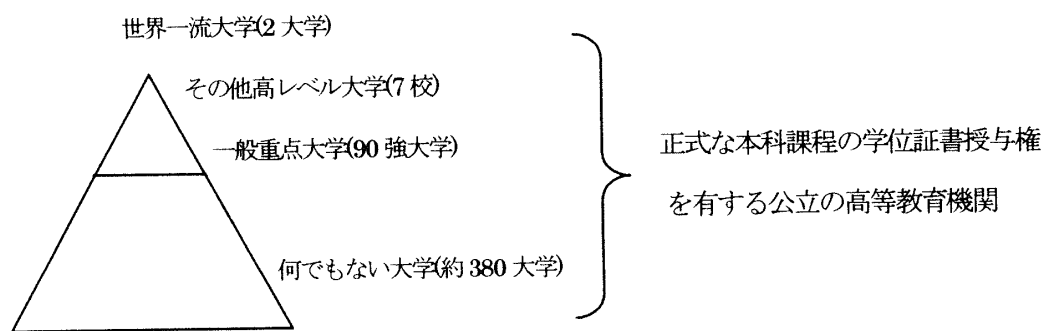 世界一流大学(2 大学)
その他高レベル大学(7 校)
一般重点大学(90 強大学)
正式な本科課程の学位証書授与権
を有する公立の高等教育機関
何でもない大学(約 380 大学)